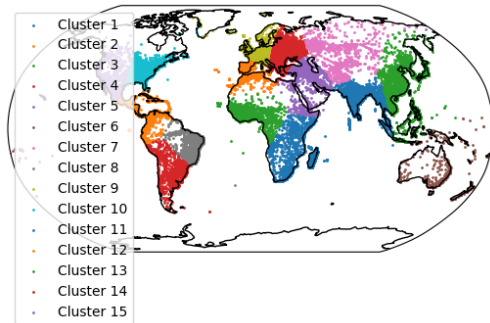 Cluster 1
Cluster 2
Cluster 3
Cluster 4
Cluster 5
Cluster 6
Cluster 7
Cluster 8
Cluster 9
Cluster 10
Cluster 11
Cluster 12
Cluster 13
Cluster 14
Cluster 15